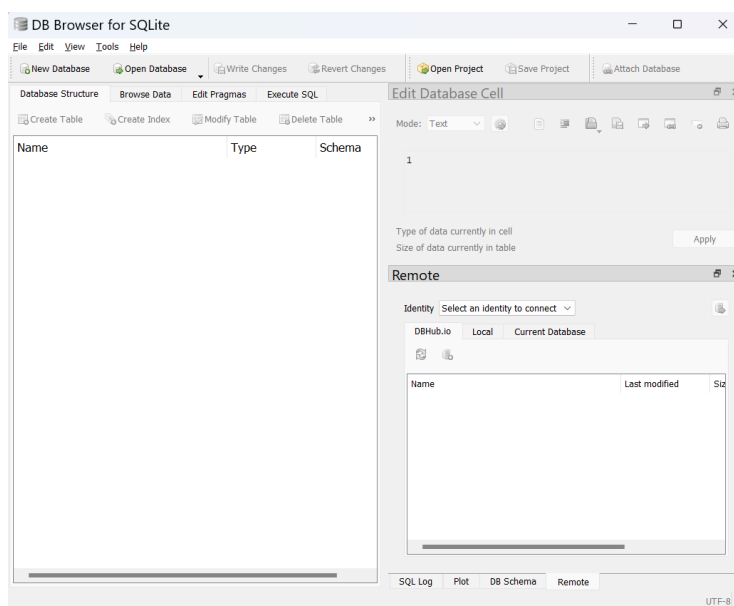 DB Browser for SQLite
File Edit View Tools Help
New Database Open Database Write Changes Revert Changes Open Project Save Project Attach Database
Database Structure Browse Data Edit Pragmas Execute SQL
Create Table Create Index Modify Table Delete Table »
Name Type Schema
Edit Database Cell
Mode: Text
1
Type of data currently in cell
Size of data currently in table
Apply
Remote
Identity Select an identity to connect
DBHub.io Local Current Database
Name Last modified Siz
SQL Log Plot DB Schema Remote
UTF-8